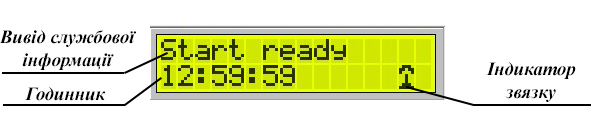 Вивід службової
інформації
Start ready
12:59:59
Годинник
Індикатор
звязку